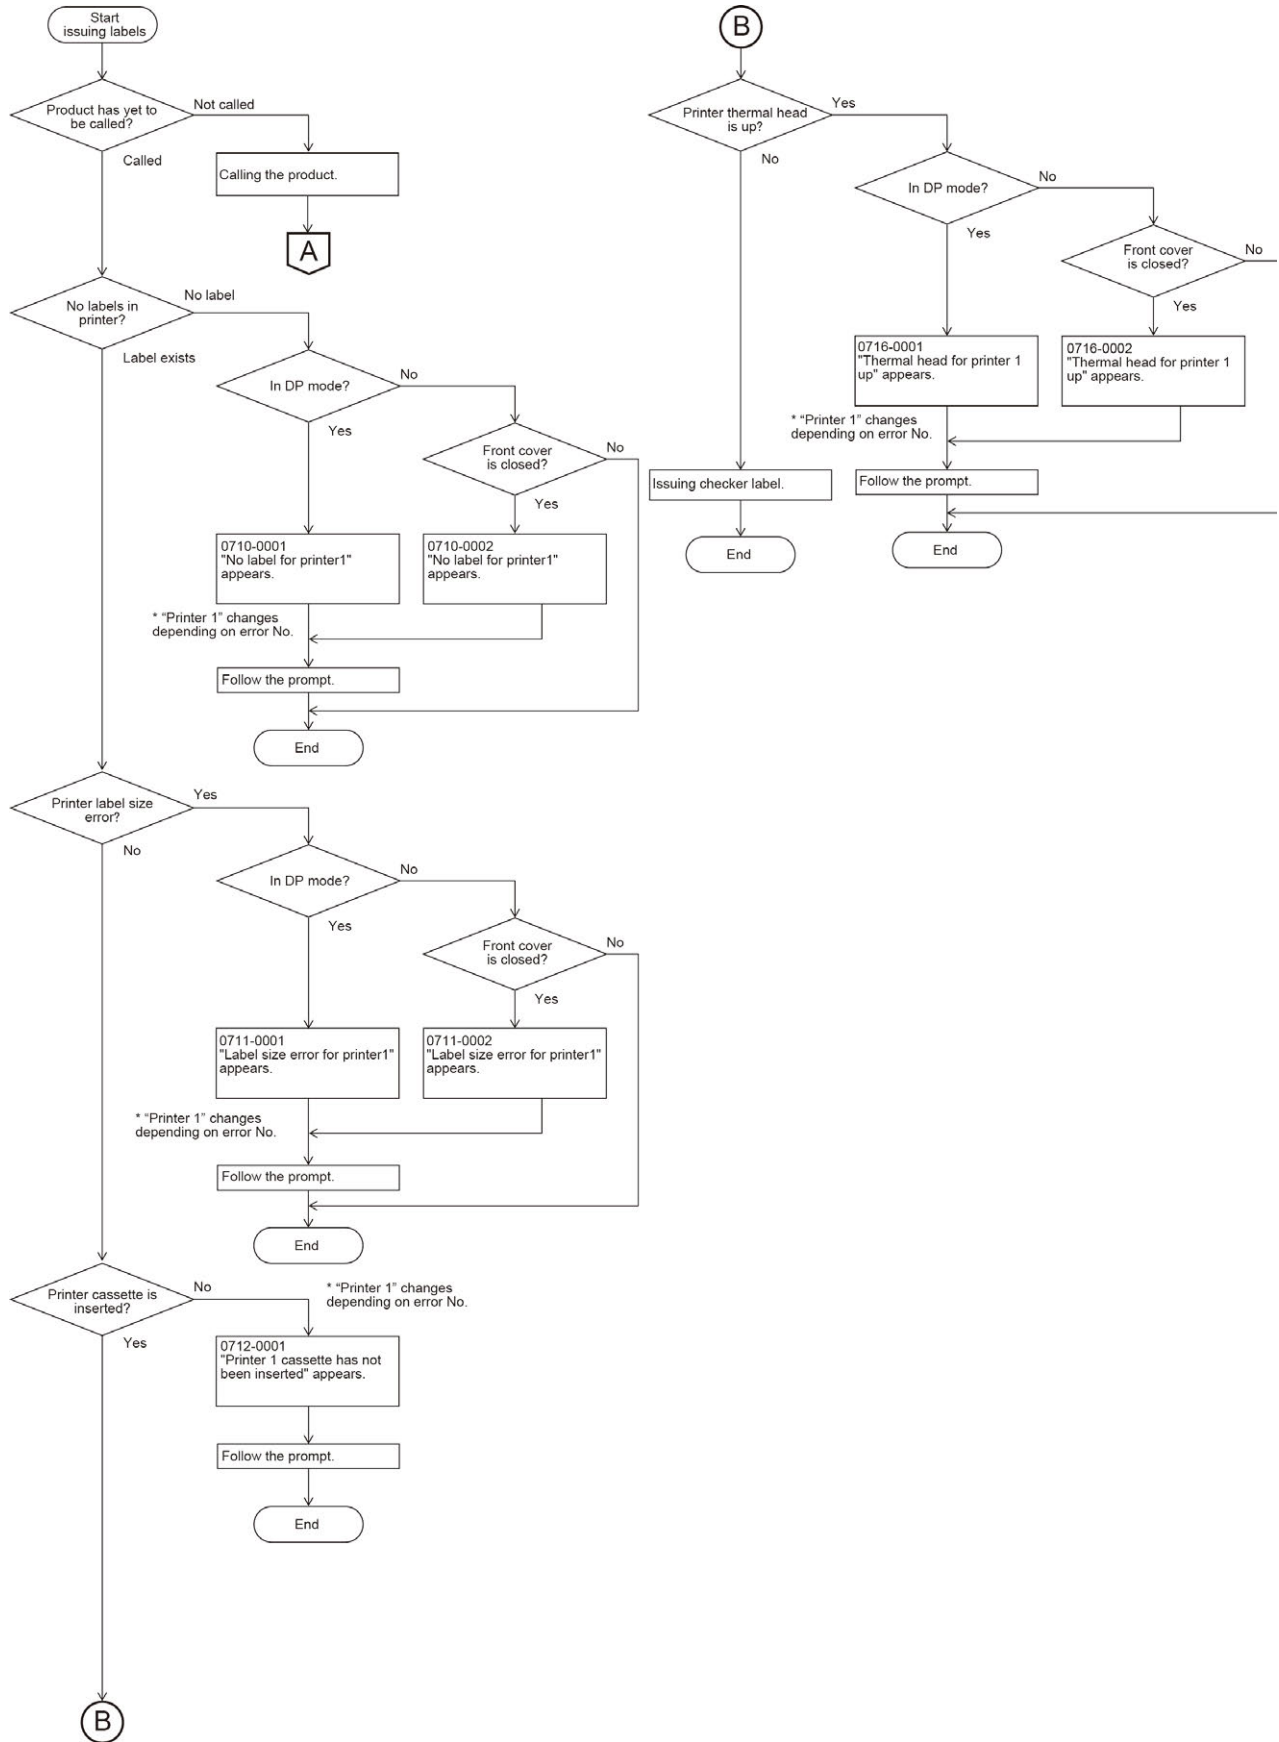 Start
issuing labels
Product has yet to
be called?
Not called
Called
Calling the product.
A
No labels in
printer?
No label
Label exists
In DP mode?
No
Yes
Front cover
is closed?
No
Yes
0710-0001
"No label for printer1"
appears.
0710-0002
"No label for printer1"
appears.
* “Printer 1” changes
depending on error No.
Follow the prompt.
End
Printer label size
error?
Yes
No
In DP mode?
No
Yes
Front cover
is closed?
No
Yes
0711-0001
"Label size error for printer1"
appears.
0711-0002
"Label size error for printer1"
appears.
* “Printer 1” changes
depending on error No.
Follow the prompt.
End
Printer cassette is
inserted?
No
Yes
* “Printer 1” changes
depending on error No.
0712-0001
"Printer 1 cassette has not
been inserted" appears.
Follow the prompt.
End
B
B
Printer thermal head
is up?
Yes
No
In DP mode?
No
Yes
Front cover
is closed?
No
Yes
0716-0001
"Thermal head for printer 1
up" appears.
0716-0002
"Thermal head for printer 1
up" appears.
* “Printer 1” changes
depending on error No.
Issuing checker label.
Follow the prompt.
End
End